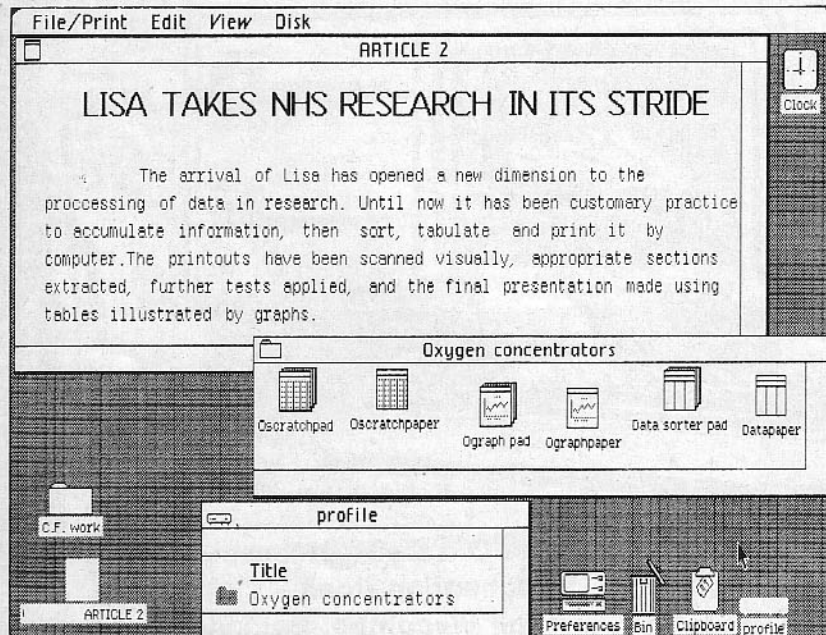 File/Print Edit View Disk
ARTICLE 2
LISA TAKES NHS RESEARCH IN ITS STRIDE
The arrival of Lisa has opened a new dimension to the
proccessing of data in research. Until now it has been customary practice
to accumulate information, then sort, tabulate and print it by
computer.The printouts have been scanned visually, appropriate sections
extracted, further tests applied, and the final presentation made using
tables illustrated by graphs.
Clock
Oxygen concentrators
Oscratchpad Oscratchpaper Ograph pad Ographpaper Data sorter pad Datapaper
C.F. work
ARTICLE 2
profile
Title
Oxygen concentrators
Preferences Bin Clipboard profile